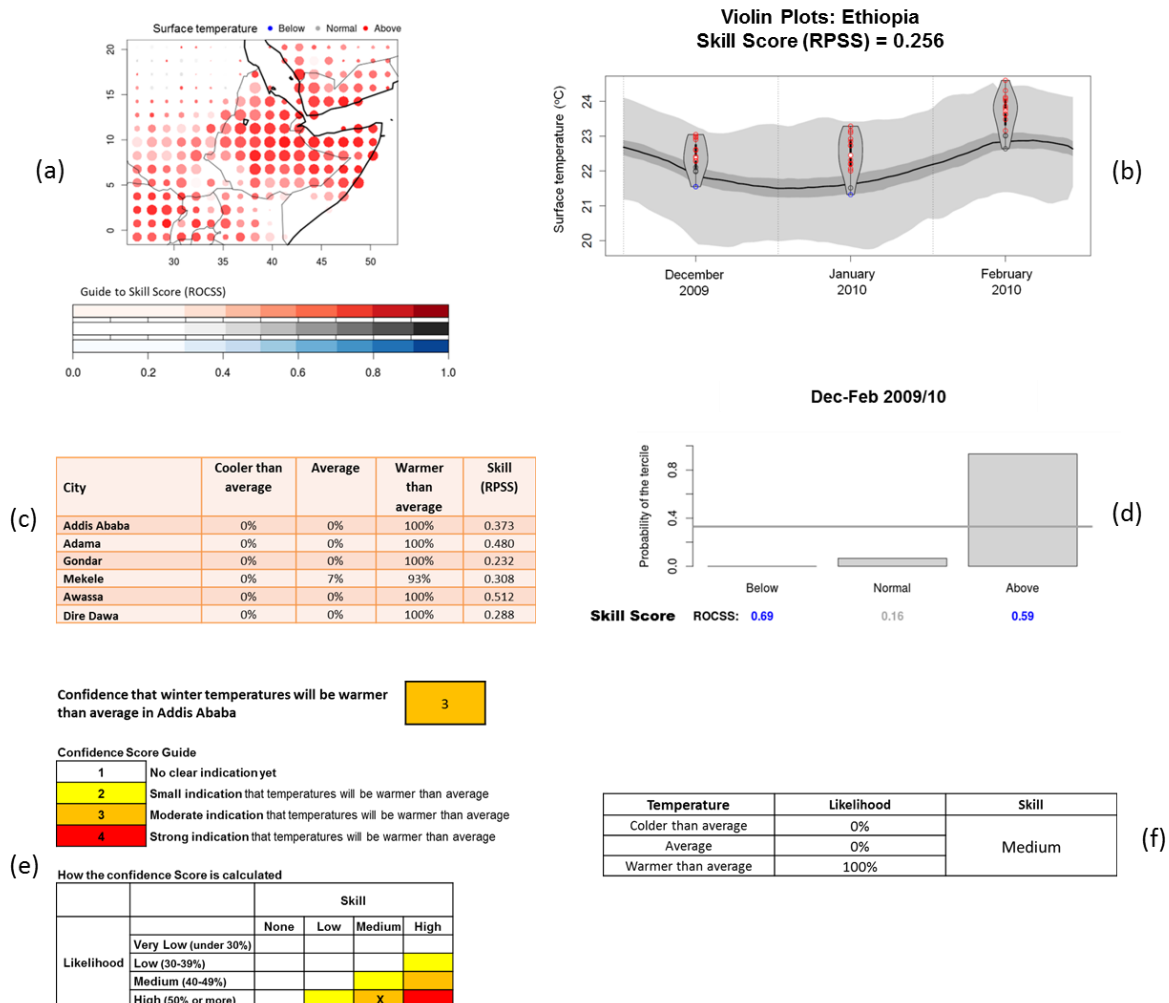 Surface temperature Below Normal Above
20
15
10
5
0
30 35 40 45 50
(a)
Guide to Skill Score (ROCSS)
0.0 0.2 0.4 0.6 0.8 1.0
Violin Plots: Ethiopia
Skill Score (RPSS) = 0.256
Surface temperature (ºC)
24
23
22
21
20
December 2009
January 2010
February 2010
(b)
(c)
City Cooler than average Average Warmer than average Skill (RPSS)
Addis Ababa 0% 0% 100% 0.373
Adama 0% 0% 100% 0.480
Gondar 0% 0% 100% 0.232
Mekele 0% 7% 93% 0.308
Awassa 0% 0% 100% 0.512
Dire Dawa 0% 0% 100% 0.288
Dec-Feb 2009/10
Probability of the tercile
0.8
0.4
0.0
Below Normal Above
Skill Score ROCSS: 0.69 0.16 0.59
(d)
Confidence that winter temperatures will be warmer
than average in Addis Ababa
3
Confidence Score Guide
1 No clear indication yet
2 Small indication that temperatures will be warmer than average
3 Moderate indication that temperatures will be warmer than average
4 Strong indication that temperatures will be warmer than average
(e)
How the confidence Score is calculated
Skill
None Low Medium High
Likelihood
Very Low (under 30%)
Low (30-39%)
Medium (40-49%)
High (50% or more) X
Temperature Likelihood Skill
Colder than average 0%
Average 0%
Warmer than average 100%
Medium
(f)